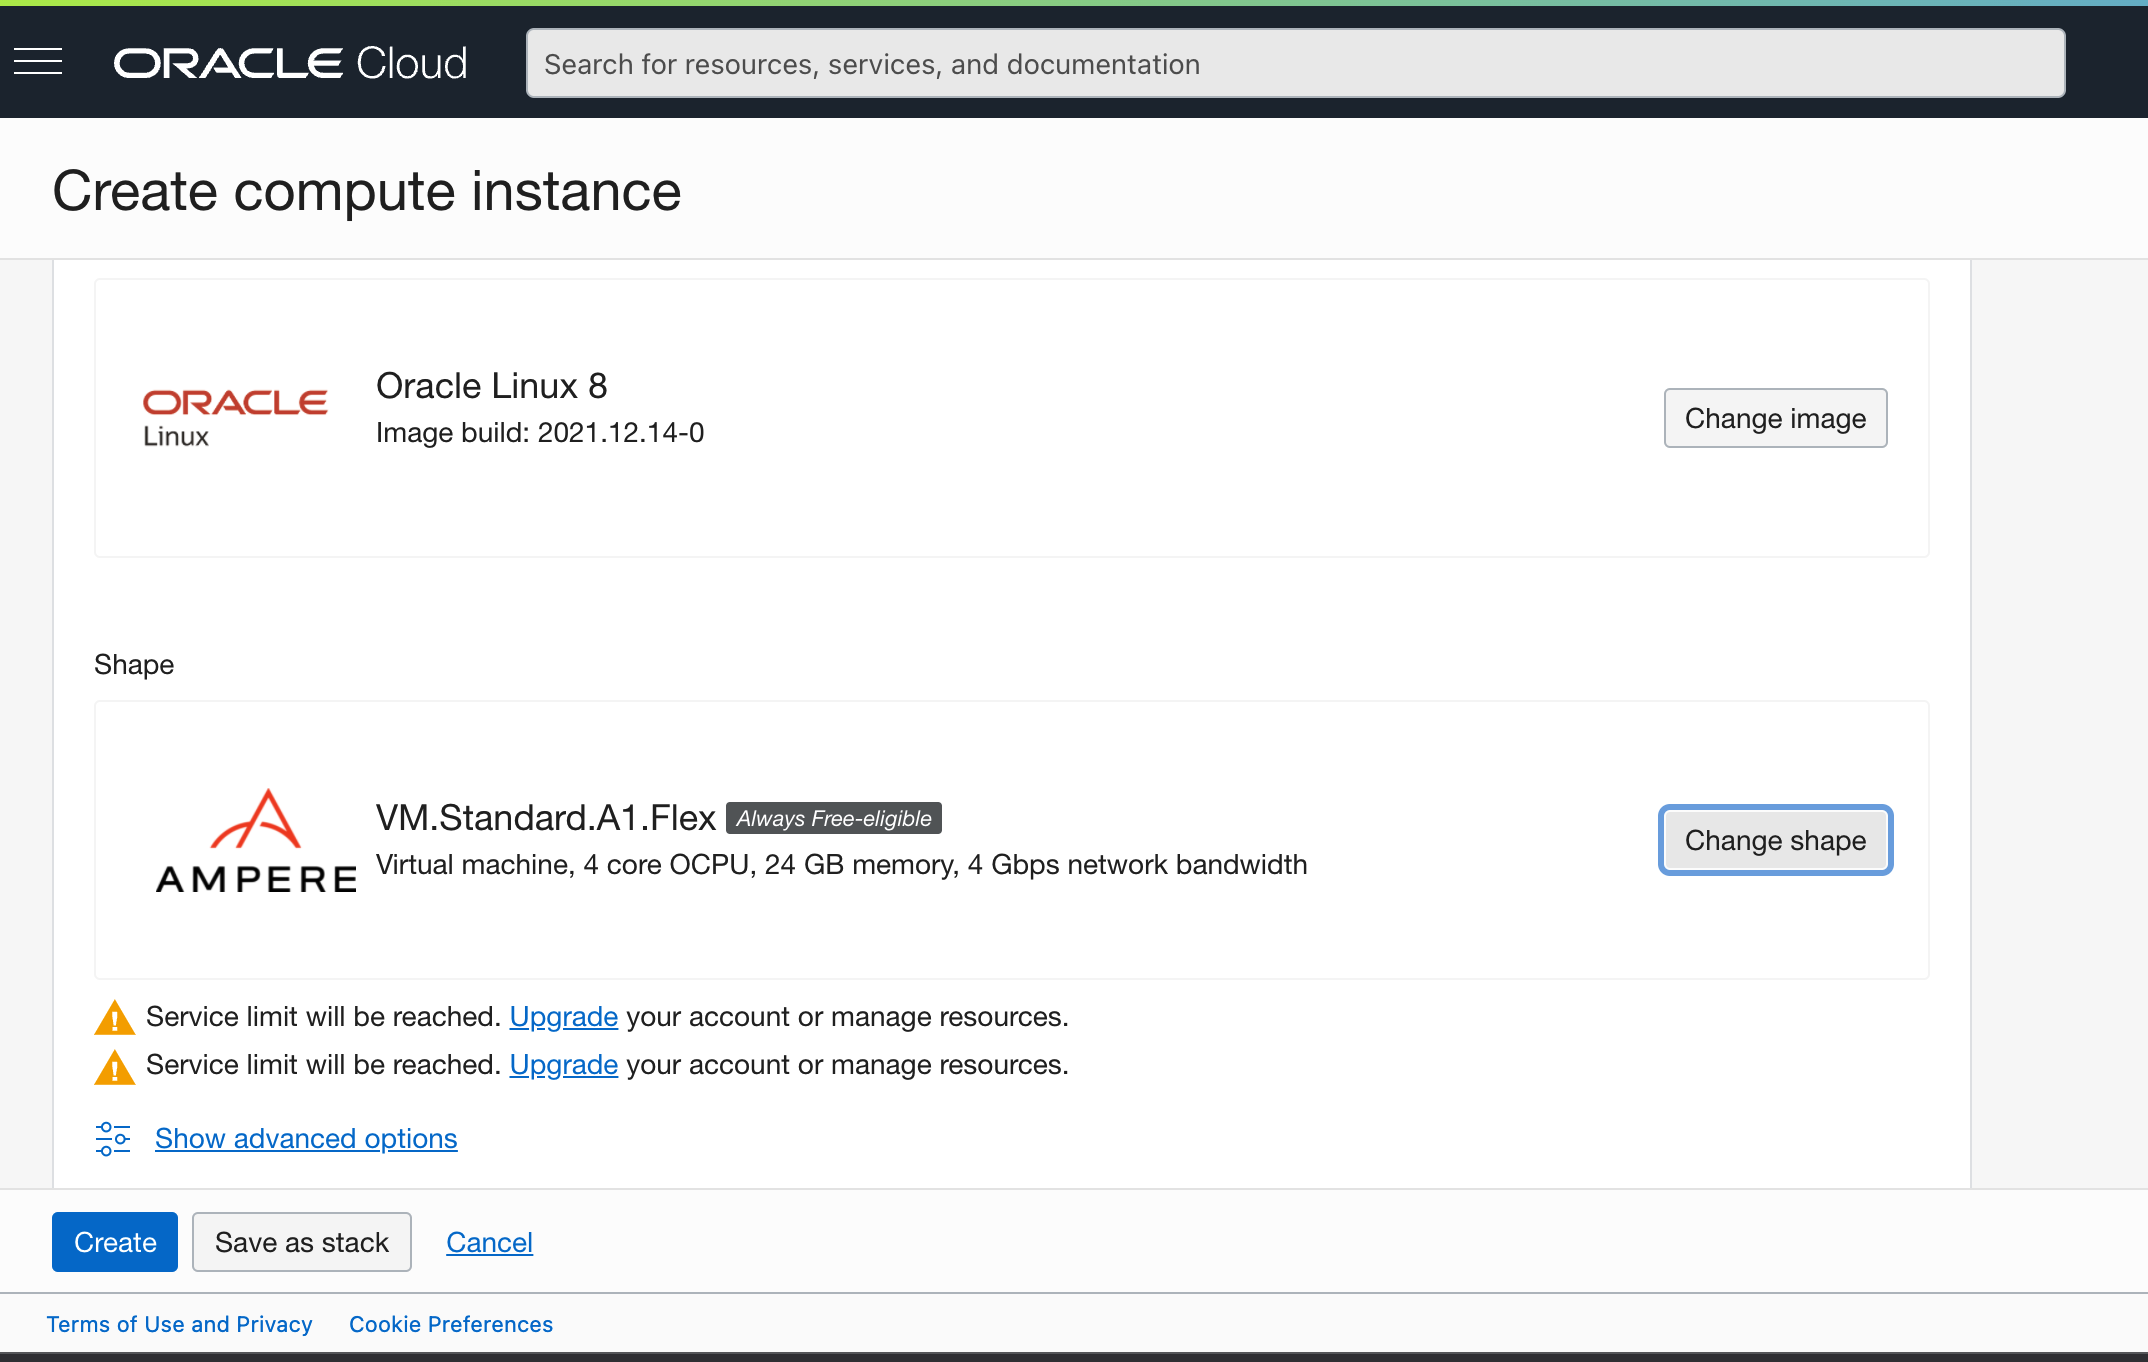 ORACLE Cloud
Search for resources, services, and documentation
Create compute instance
ORACLE
Linux
Oracle Linux 8
Image build: 2021.12.14-0
Change image
Shape
AMPERE
VM.Standard.A1.Flex Always Free-eligible
Virtual machine, 4 core OCPU, 24 GB memory, 4 Gbps network bandwidth
Change shape
Service limit will be reached. Upgrade your account or manage resources.
Service limit will be reached. Upgrade your account or manage resources.
Show advanced options
Create Save as stack Cancel
Terms of Use and Privacy Cookie Preferences